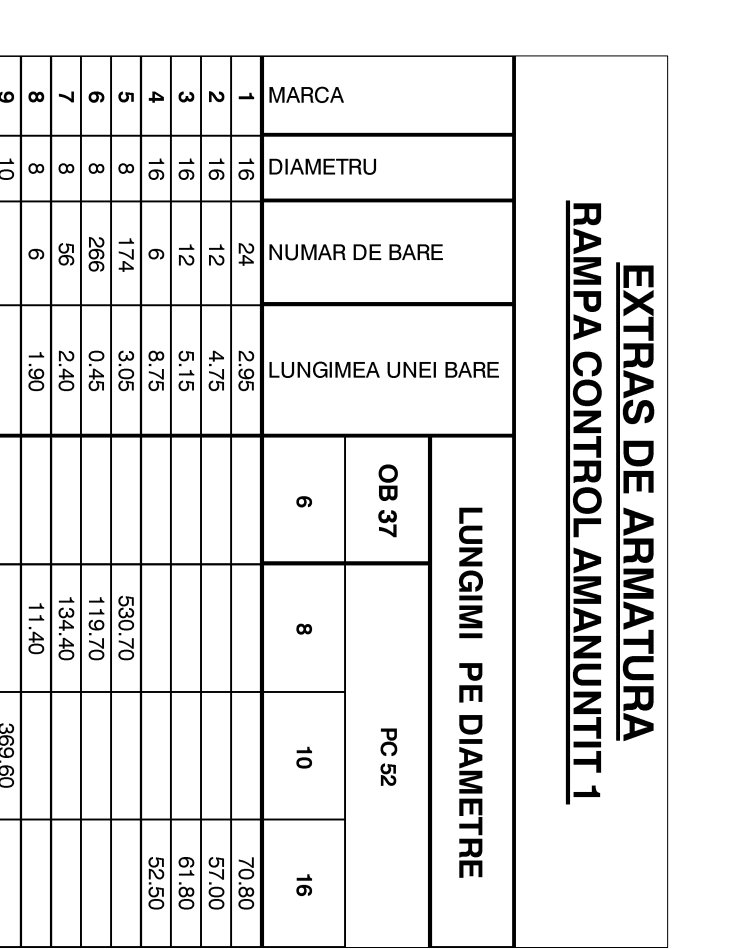 EXTRAS DE ARMATURA
RAMPA CONTROL AMANUNTIT 1
MARCA DIAMETRU NUMAR DE BARE LUNGIMEA UNEI BARE LUNGIMI PE DIAMETRE
OB 37 PC 52
6 8 10 16
1 16 24 2.95 70.80
2 16 12 4.75 57.00
3 16 12 5.15 61.80
4 16 6 8.75 52.50
5 8 174 3.05 530.70
6 8 266 0.45 119.70
7 8 56 2.40 134.40
8 8 6 1.90 11.40
9 10 369.60